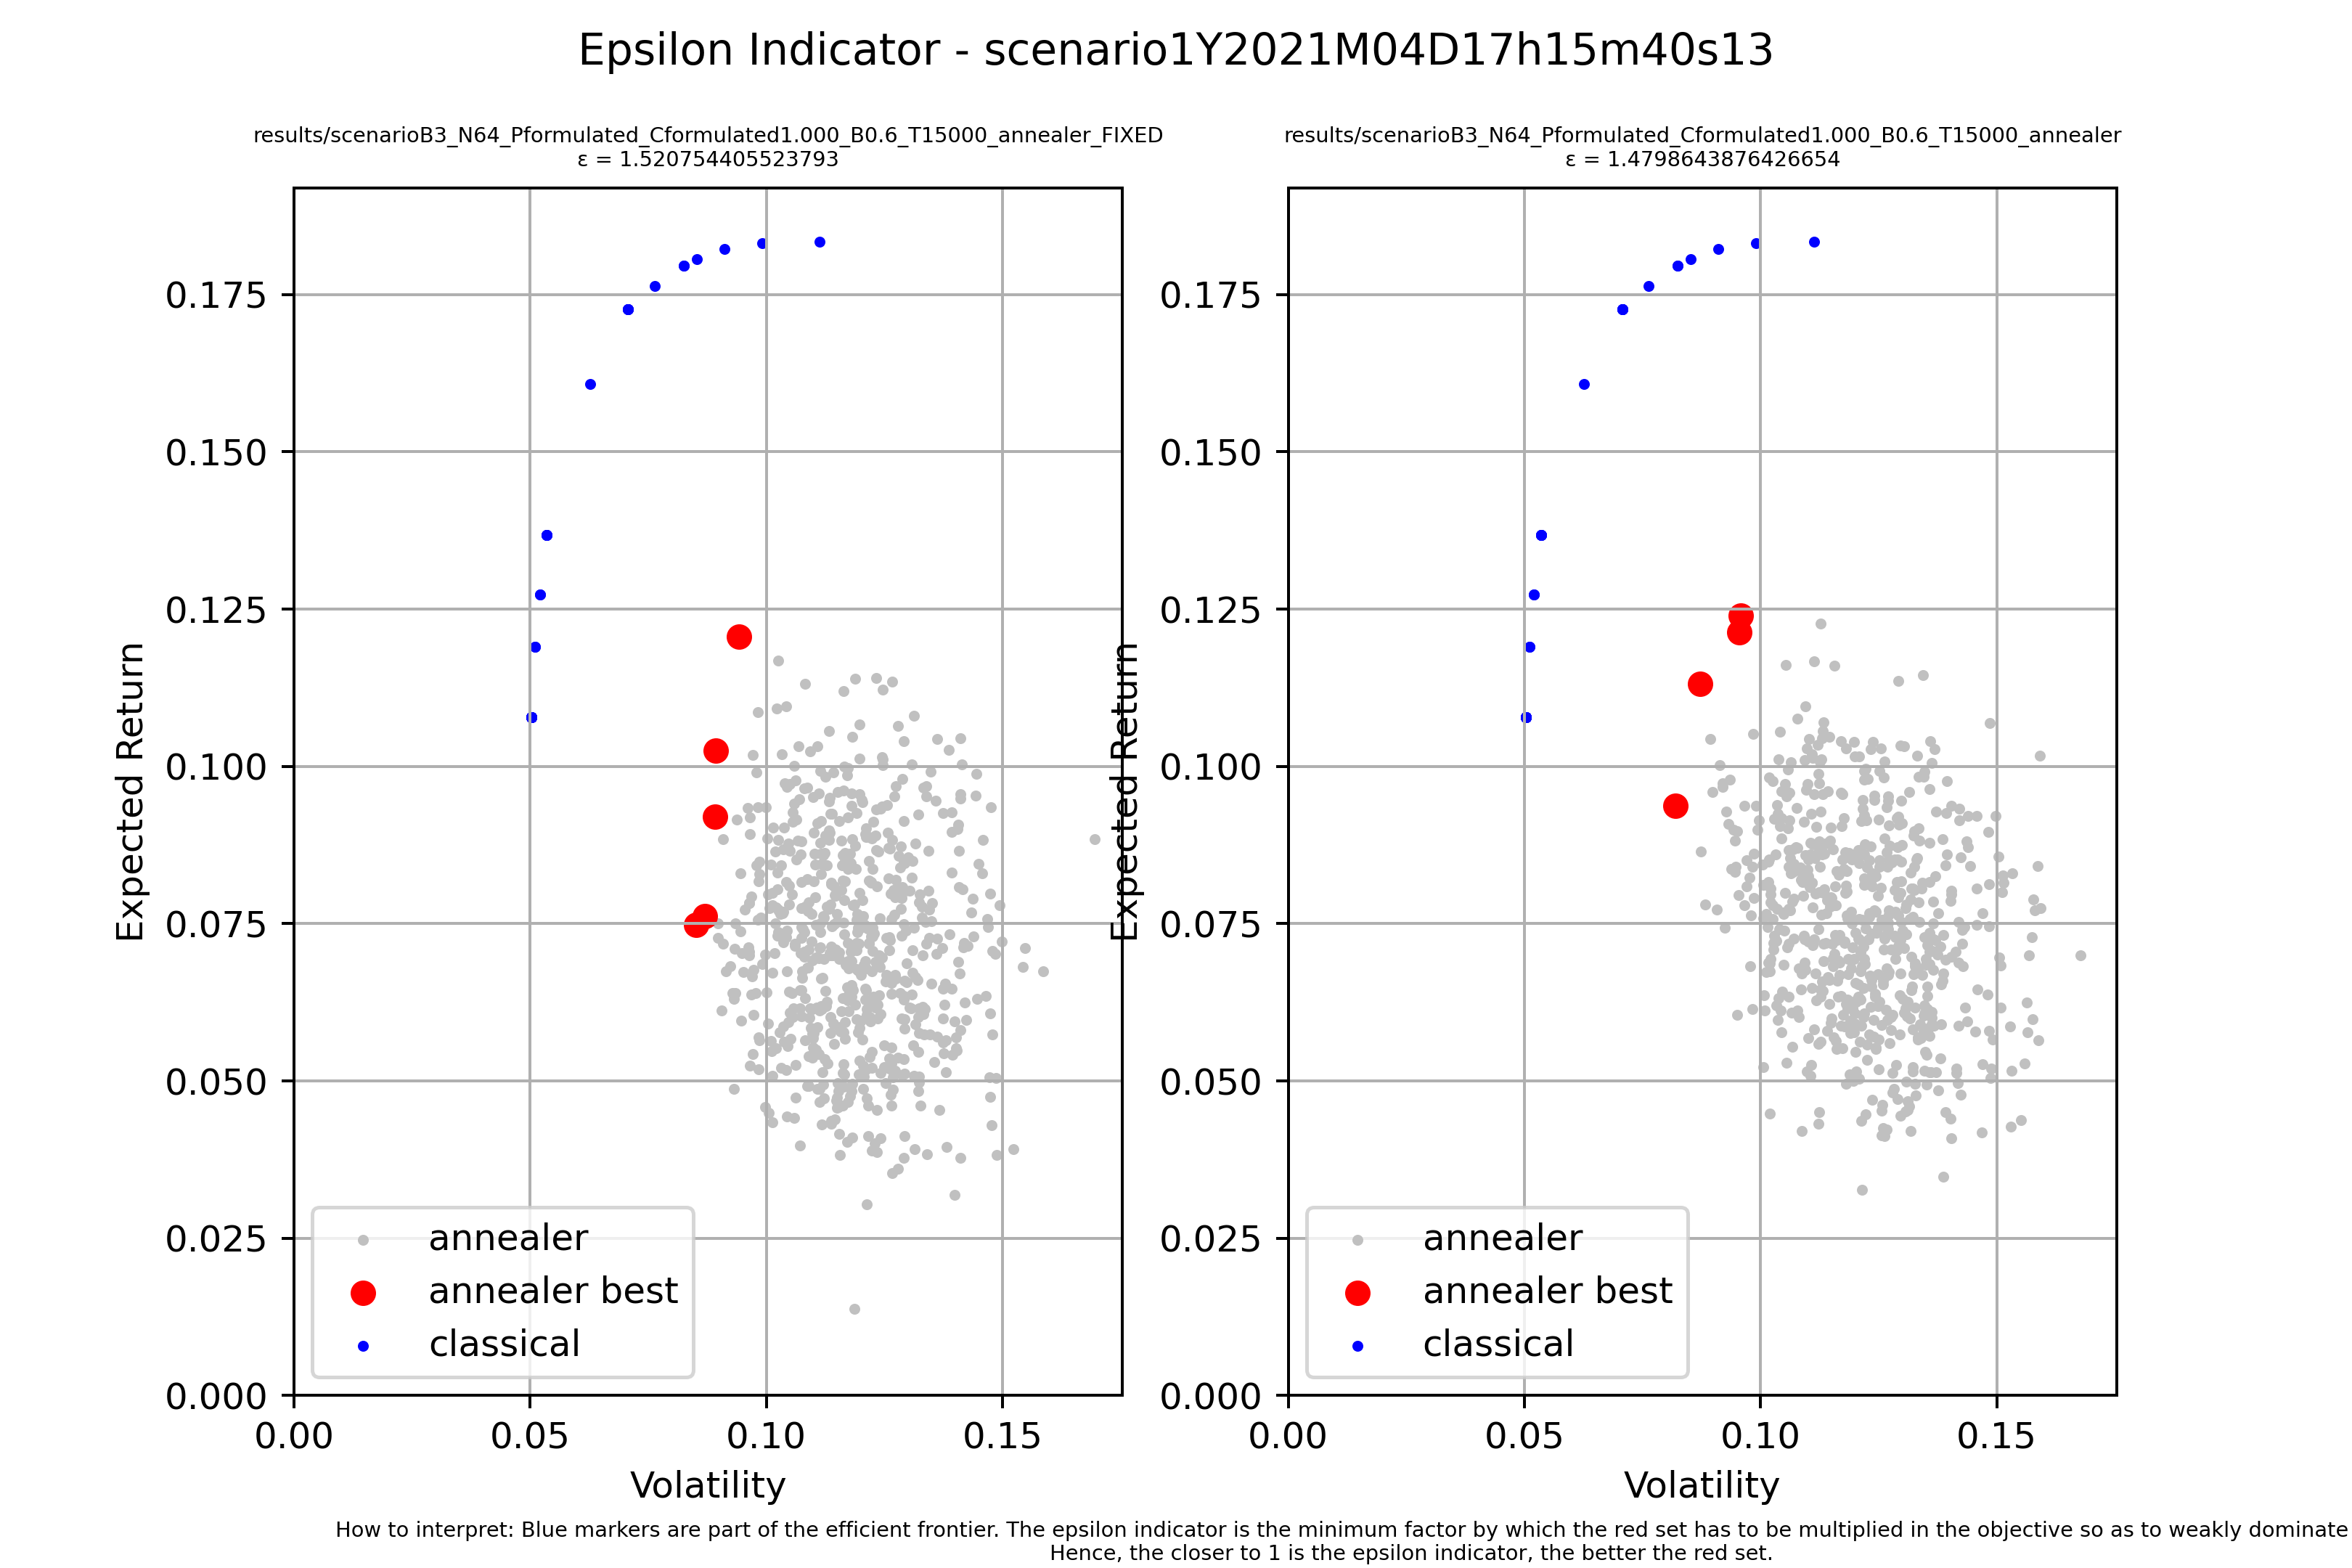 Epsilon Indicator - scenario1Y2021M04D17h15m40s13
results/scenarioB3_N64_Pformulated_Cformulated1.000_B0.6_T15000_annealer_FIXED
ε = 1.520754405523793
Expected Return
0.175
0.150
0.125
0.100
0.075
0.050
0.025
0.000
annealer
annealer best
classical
0.00 0.05 0.10 0.15
Volatility
results/scenarioB3_N64_Pformulated_Cformulated1.000_B0.6_T15000_annealer
ε = 1.4798643876426654
Expected Return
0.175
0.150
0.125
0.100
0.075
0.050
0.025
0.000
annealer
annealer best
classical
0.00 0.05 0.10 0.15
Volatility
How to interpret: Blue markers are part of the efficient frontier. The epsilon indicator is the minimum factor by which the red set has to be multiplied in the objective so as to weakly dominate
Hence, the closer to 1 is the epsilon indicator, the better the red set.